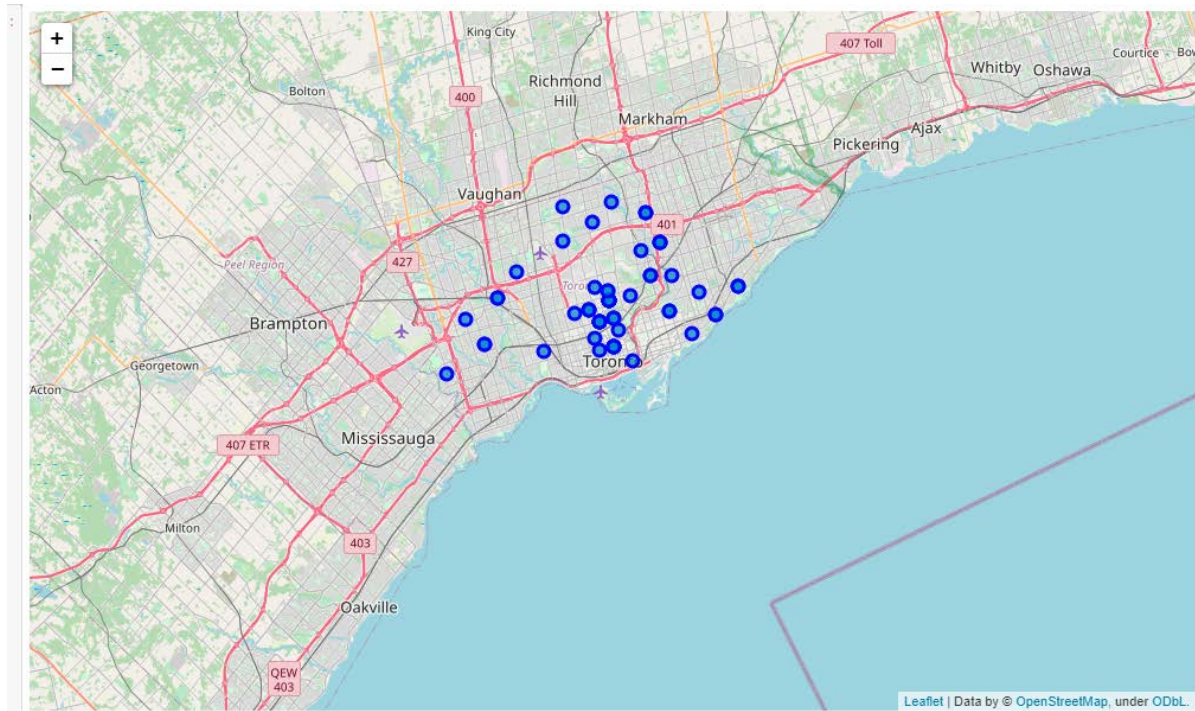 +
King City
407 Toll
Courtice
Whitby
Oshawa
Richmond
Hill
Bolton
400
Markham
Ajax
Pickering
Vaughan
401
427
Peel Region
Brampton
Georgetown
Toronto
Acton
Mississauga
407 ETR
Milton
403
Oakville
QEW
403
Leaflet | Data by © OpenStreetMap, under ODbL.